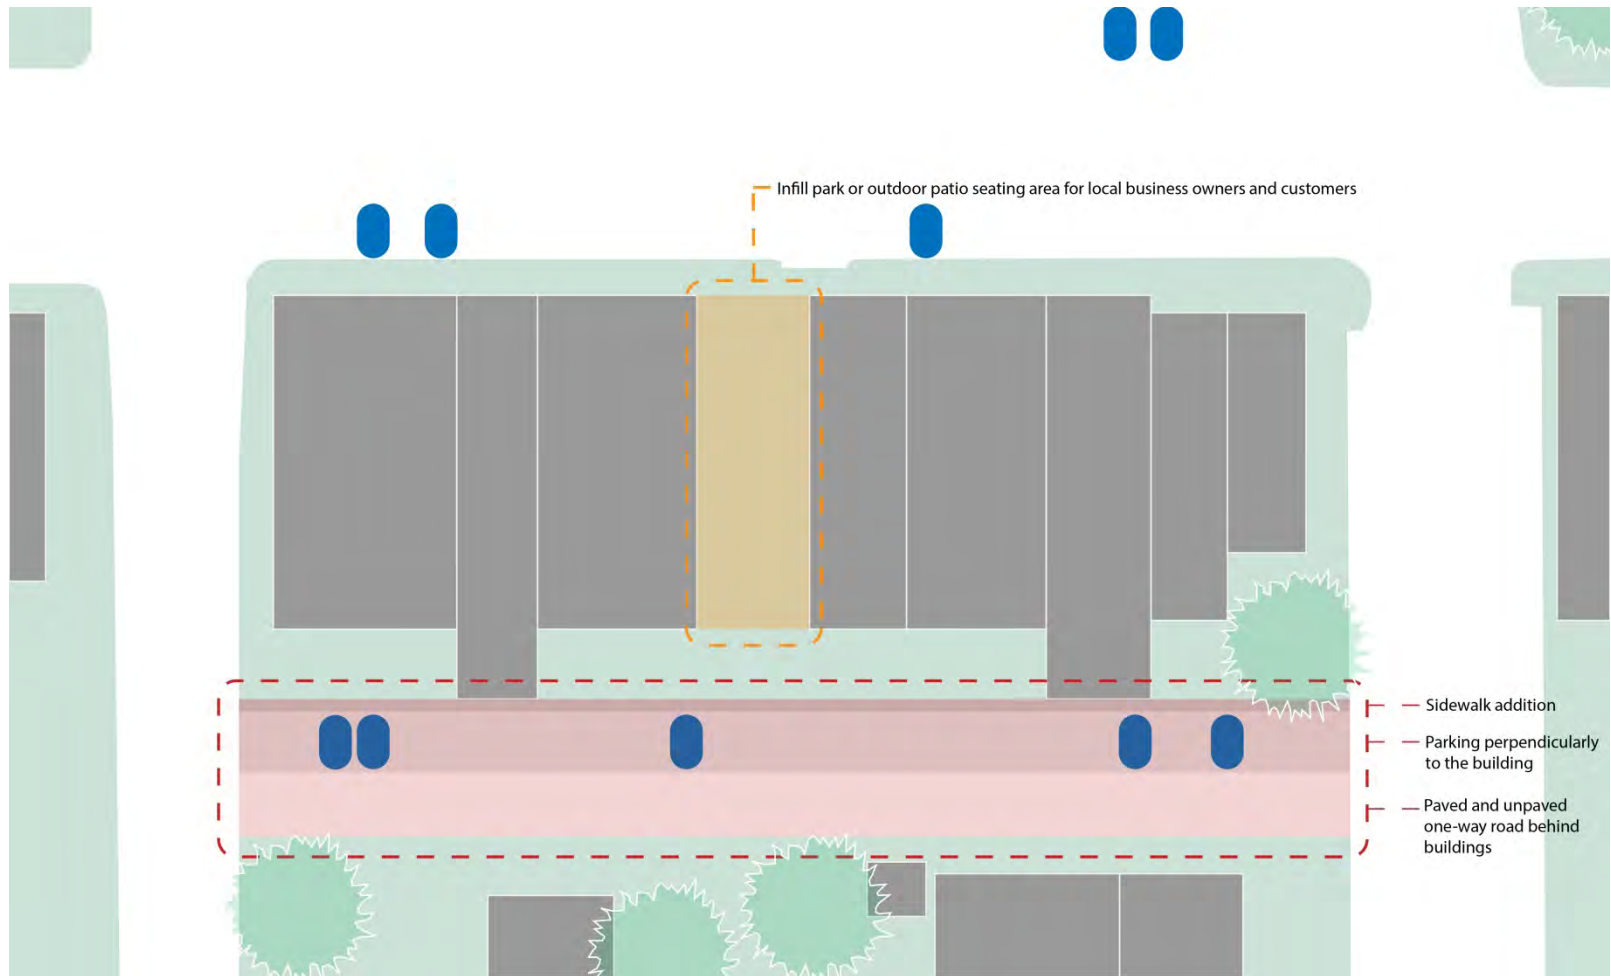 Infill park or outdoor patio seating area for local business owners and customers
Sidewalk addition
Parking perpendicularly
to the building
Paved and unpaved
one-way road behind
buildings